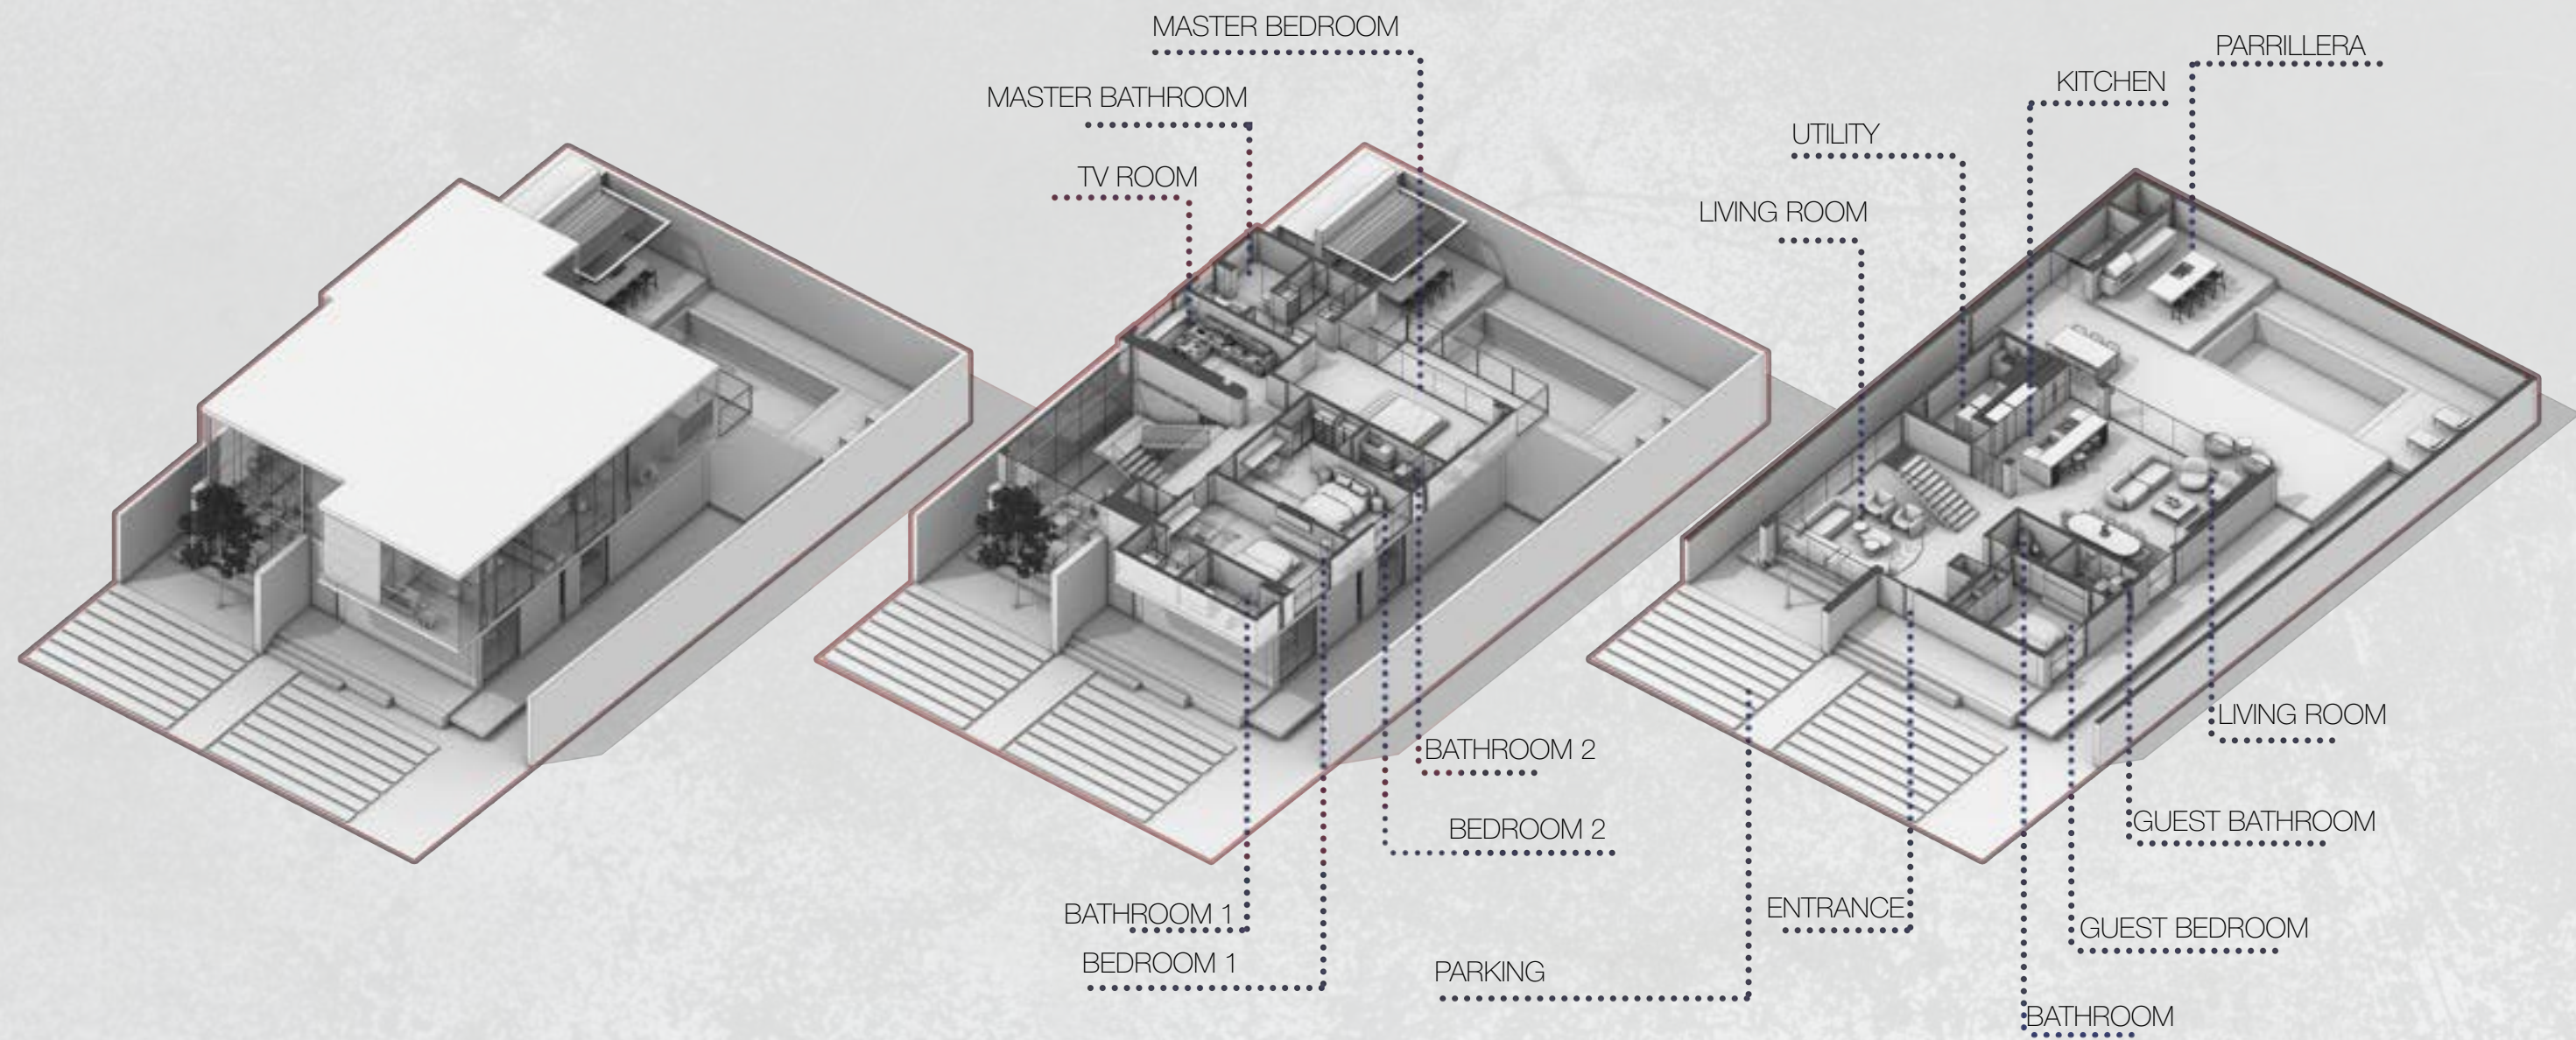 MASTER BEDROOM
MASTER BATHROOM
TV ROOM
BATHROOM 2
BEDROOM 2
BATHROOM 1
BEDROOM 1
PARRILLERA
KITCHEN
UTILITY
LIVING ROOM
LIVING ROOM
GUEST BATHROOM
ENTRANCE
GUEST BEDROOM
PARKING
BATHROOM